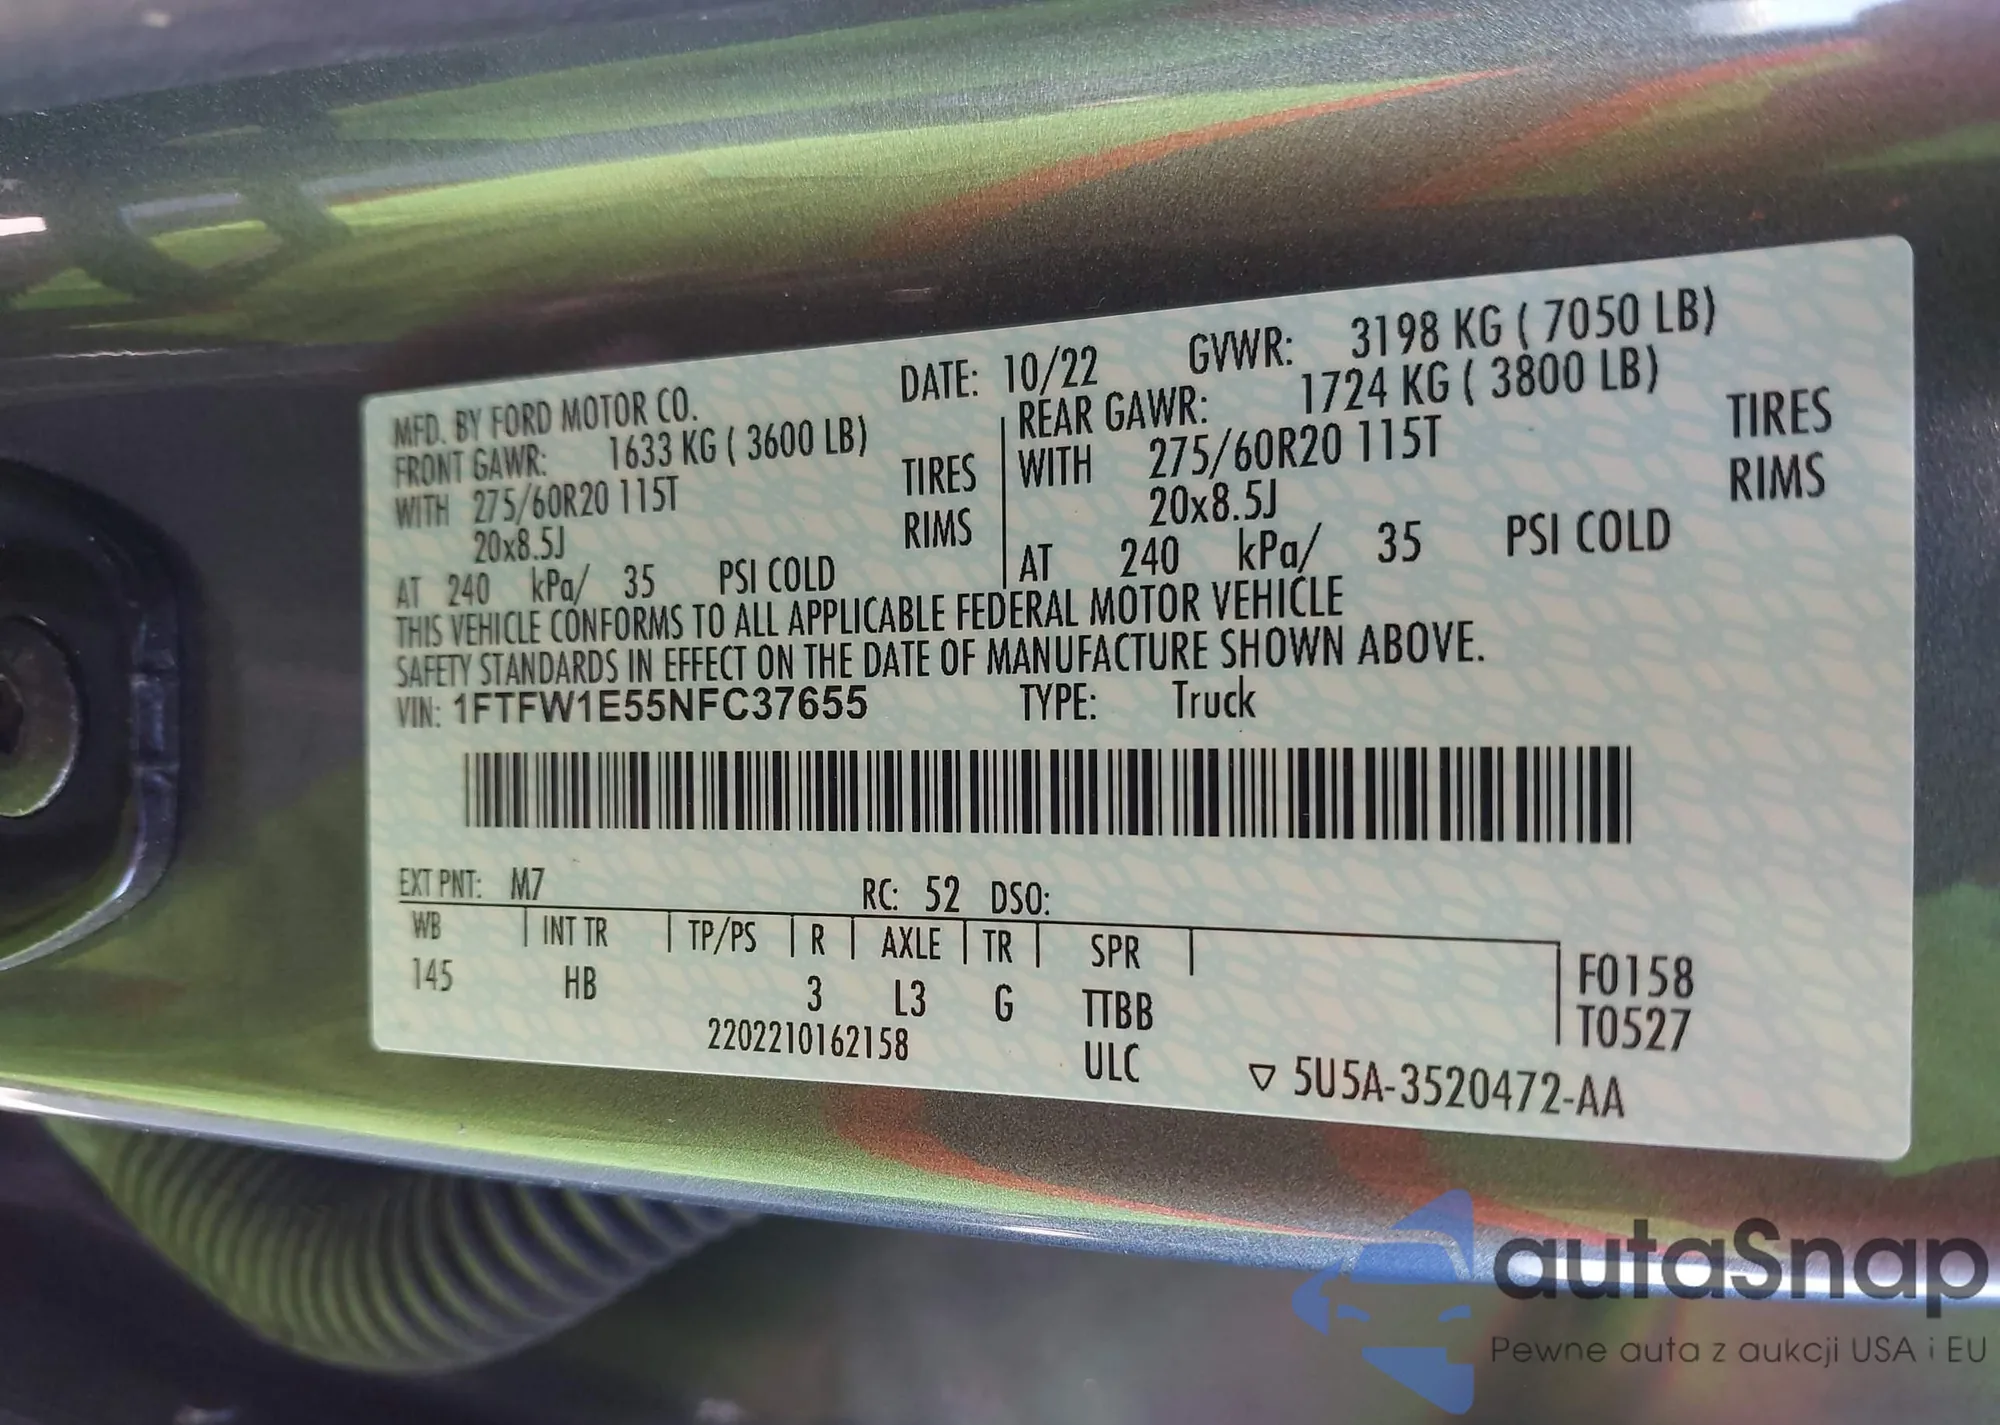 MFD. BY FORD MOTOR CO. DATE: 10/22 GVWR: 3198 KG ( 7050 LB)
FRONT GAWR: 1633 KG ( 3600 LB) REAR GAWR: 1724 KG ( 3800 LB)
WITH 275/60R20 115T TIRES WITH 275/60R20 115T TIRES
20x8.5J RIMS 20x8.5J RIMS
AT 240 kPa/ 35 PSI COLD AT 240 kPa/ 35 PSI COLD
THIS VEHICLE CONFORMS TO ALL APPLICABLE FEDERAL MOTOR VEHICLE
SAFETY STANDARDS IN EFFECT ON THE DATE OF MANUFACTURE SHOWN ABOVE.
VIN: 1FTFW1E55NFC37655 TYPE: Truck
EXT PNT: M7 RC: 52 DSO:
WB INT TR TP/PS R AXLE TR SPR
145 HB 3 L3 G TTBB
F0158
T0527
2202210162158 ULC ▽ 5U5A-3520472-AA
autaSnap
Pewne auta z aukcji USA i EU